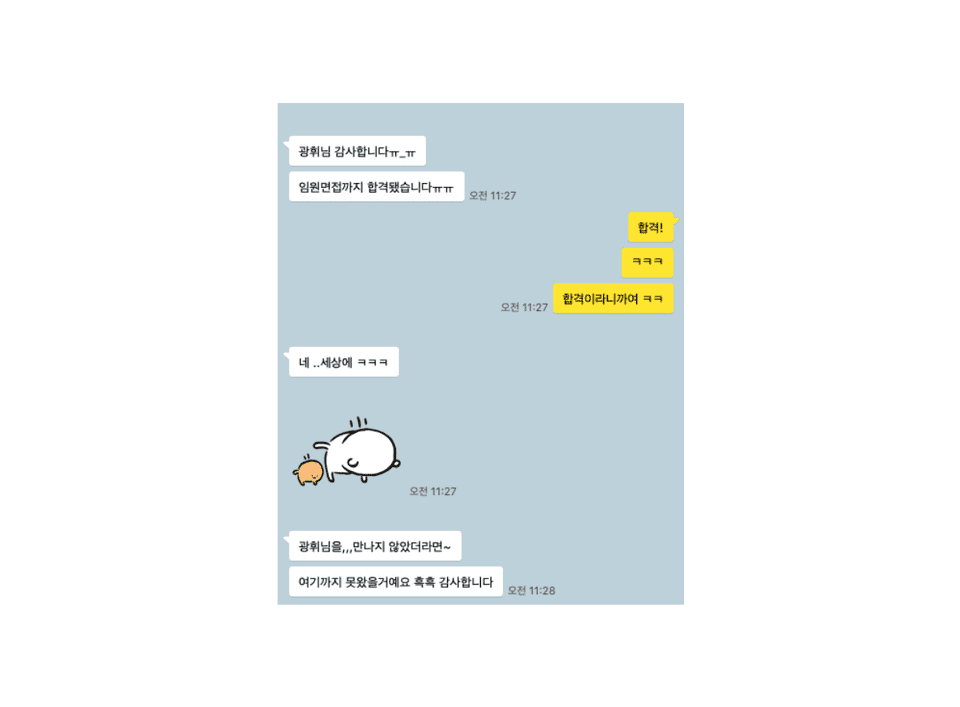 광휘님 감사합니다ㅠ_ㅠ
임원면접까지 합격됐습니다ㅠㅠ
오전 11:27
합격!
ㅋㅋㅋ
합격이라니까여 ㅋㅋ
오전 11:27
네 ..세상에 ㅋㅋㅋ
오전 11:27
광휘님을,,,만나지 않았더라면~
여기까지 못왔을거예요 흑흑 감사합니다
오전 11:28